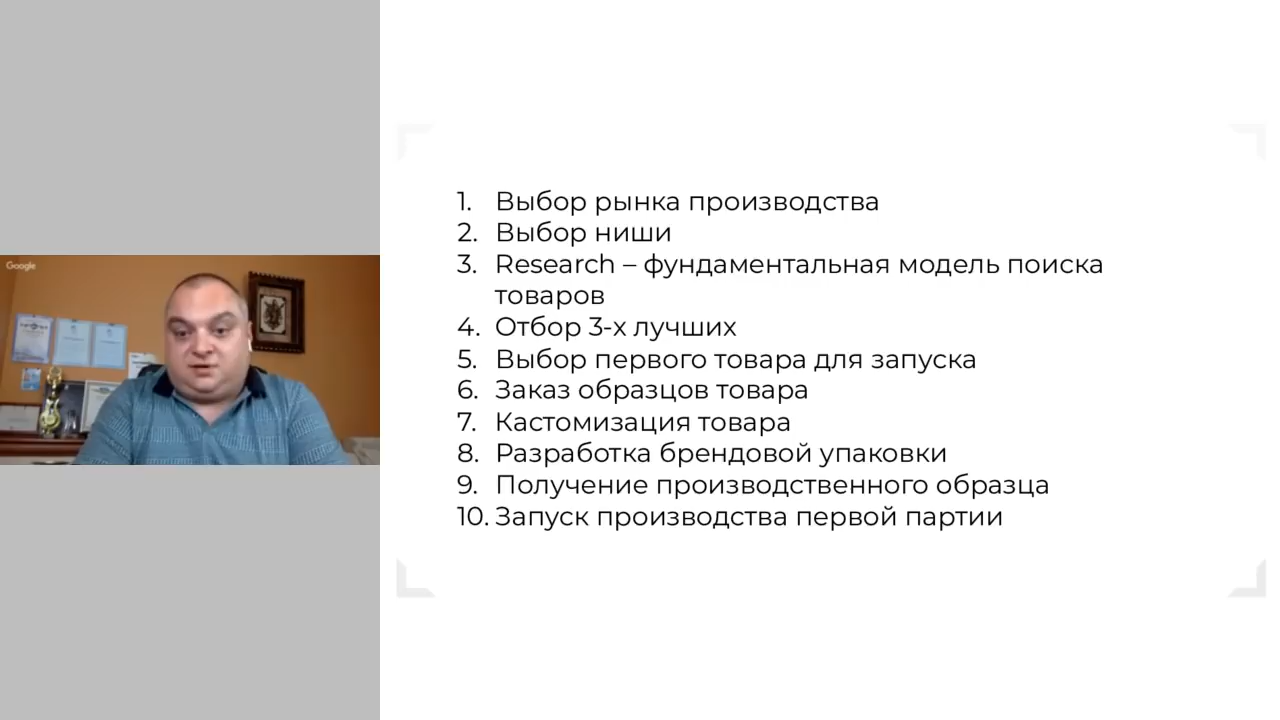 Google
1. Выбор рынка производства
2. Выбор ниши
3. Research – фундаментальная модель поиска
товаров
4. Отбор 3-х лучших
5. Выбор первого товара для запуска
6. Заказ образцов товара
7. Кастомизация товара
8. Разработка брендовой упаковки
9. Получение производственного образца
10. Запуск производства первой партии